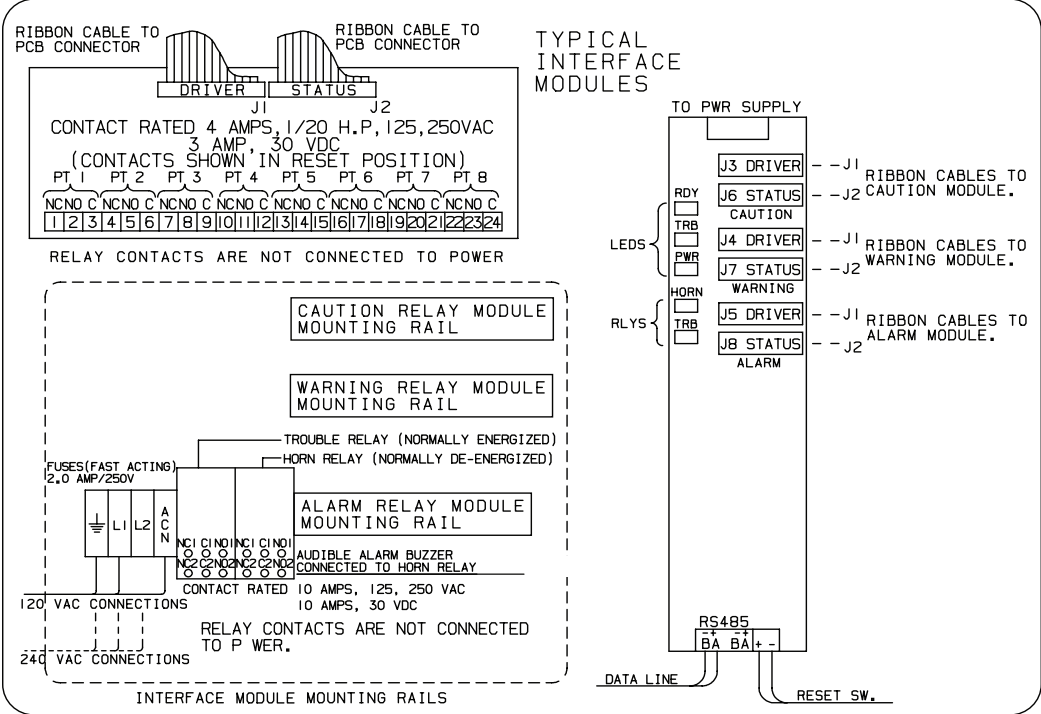 RIBBON CABLE TO
PCB CONNECTOR
RIBBON CABLE TO
PCB CONNECTOR
DRIVER
STATUS
J1
J2
CONTACT RATED 4 AMPS, 1/20 H.P, 125, 250VAC
3 AMP, 30 VDC
(CONTACTS SHOWN IN RESET POSITION)
PT 1 PT 2 PT 3 PT 4 PT 5 PT 6 PT 7 PT 8
NC NO C NC NO C NC NO C NC NO C NC NO C NC NO C NC NO C NC NO C
1 2 3 4 5 6 7 8 9 10 11 12 13 14 15 16 17 18 19 20 21 22 23 24
RELAY CONTACTS ARE NOT CONNECTED TO POWER
TYPICAL
INTERFACE
MODULES
CAUTION RELAY MODULE
MOUNTING RAIL
WARNING RELAY MODULE
MOUNTING RAIL
TROUBLE RELAY (NORMALLY ENERGIZED)
HORN RELAY (NORMALLY DE-ENERGIZED)
FUSES(FAST ACTING)
2.0 AMP/250V
L1 L2
A
C
N
ALARM RELAY MODULE
MOUNTING RAIL
NC1 C1 NO1 NC1 C1 NO1
NC2 C2 NO2 NC2 C2 NO2
AUDIBLE ALARM BUZZER
CONNECTED TO HORN RELAY
CONTACT RATED 10 AMPS, 125, 250 VAC
10 AMPS, 30 VDC
120 VAC CONNECTIONS
RELAY CONTACTS ARE NOT CONNECTED
TO P WER.
240 VAC CONNECTIONS
INTERFACE MODULE MOUNTING RAILS
TO PWR SUPPLY
J3 DRIVER
J1
J6 STATUS
J2
RIBBON CABLES TO
CAUTION MODULE.
CAUTION
J4 DRIVER
J1
J7 STATUS
J2
RIBBON CABLES TO
WARNING MODULE.
WARNING
J5 DRIVER
J1
J8 STATUS
J2
RIBBON CABLES TO
ALARM MODULE.
ALARM
LEDS
RDY
TRB
PWR
RLYS
HORN
TRB
RS485
-+ -+
BA BA + -
DATA LINE
RESET SW.